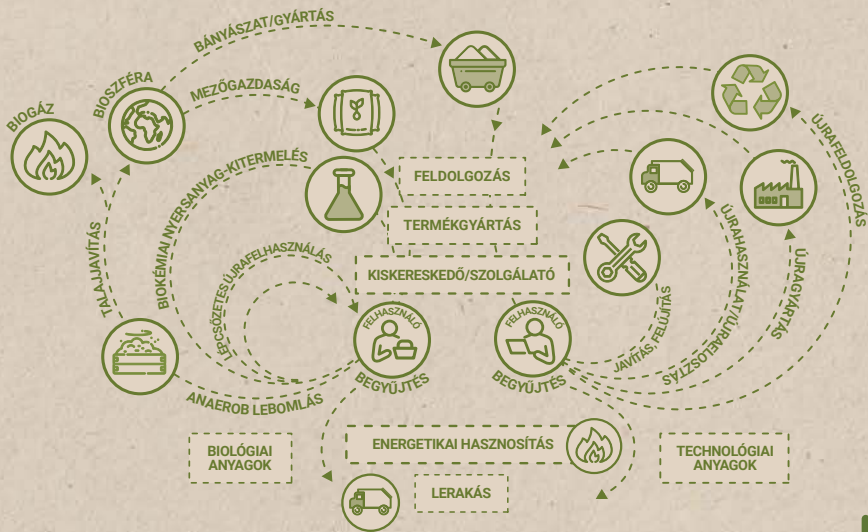 BÁNYÁSZAT/GYÁRTÁS
BIOSZFÉRA
MEZŐGAZDASÁG
BIOGÁZ
ÚJRAFELDOLGOZÁS
FELDOLGOZÁS
TERMÉKGYÁRTÁS
KISKERESKEDŐ/SZOLGÁLATÓ
TALAJJAVÍTÁS
BIOKÉMIAI NYERSANYAG-KITERMELÉS
LÉPCSŐZETES ÚJRAFELHASZNÁLÁS
FELHASZNÁLÓ
BEGYŰJTÉS
FELHASZNÁLÓ
BEGYŰJTÉS
JAVÍTÁS, FELÚJÍTÁS
ÚJRAHASZNÁLAT/ÚJRAELOSZTÁS
ÚJRAGYÁRTÁS
ANAEROB LEBOMLÁS
BIOLÓGIAI
ANYAGOK
ENERGETIKAI HASZNOSÍTÁS
TECHNOLÓGIAI
ANYAGOK
LERAKÁS